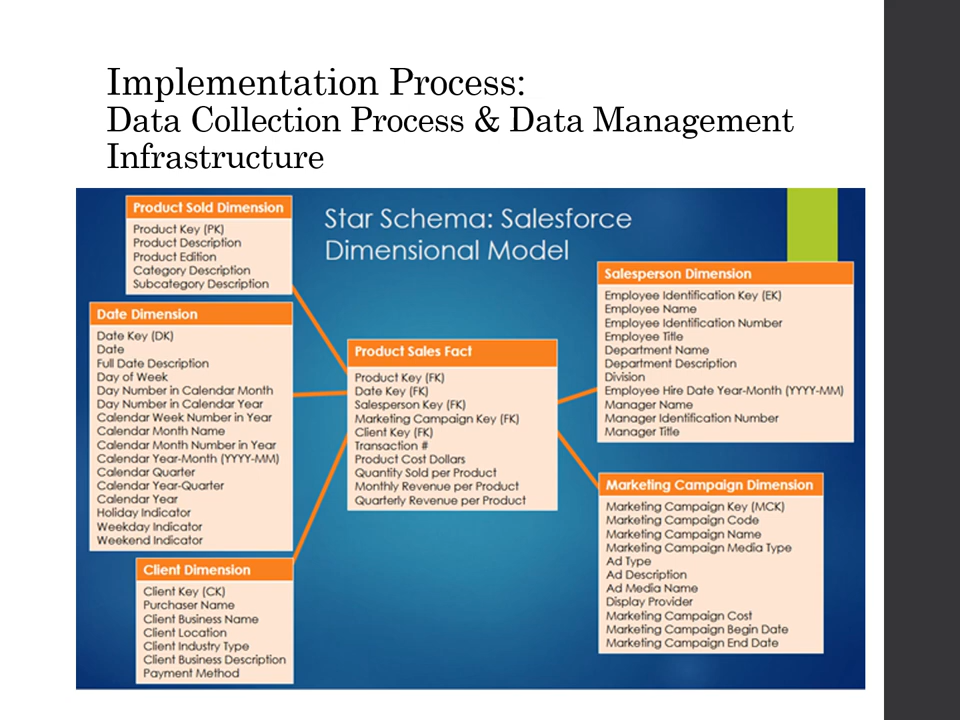 Implementation Process:
Data Collection Process & Data Management
Infrastructure
Star Schema: Salesforce
Dimensional Model
Product Sold Dimension
Product Key (PK)
Product Description
Product Edition
Category Description
Subcategory Description
Date Dimension
Date Key (DK)
Date
Full Date Description
Day of Week
Day Number in Calendar Month
Day Number in Calendar Year
Calendar Week Number in Year
Calendar Month Name
Calendar Month Number in Year
Calendar Year-Month (YYYY-MM)
Calendar Quarter
Calendar Year-Quarter
Calendar Year
Holiday Indicator
Weekday Indicator
Weekend Indicator
Client Dimension
Client Key (CK)
Purchaser Name
Client Business Name
Client Location
Client Industry Type
Client Business Description
Payment Method
Product Sales Fact
Product Key (FK)
Date Key (FK)
Salesperson Key (FK)
Marketing Campaign Key (FK)
Client Key (FK)
Transaction #
Product Cost Dollars
Quantity Sold per Product
Monthly Revenue per Product
Quarterly Revenue per Product
Salesperson Dimension
Employee Identification Key (EK)
Employee Name
Employee Identification Number
Employee Title
Department Name
Department Description
Division
Employee Hire Date Year-Month (YYYY-MM)
Manager Name
Manager Identification Number
Manager Title
Marketing Campaign Dimension
Marketing Campaign Key (MCK)
Marketing Campaign Code
Marketing Campaign Name
Marketing Campaign Media Type
Ad Type
Ad Description
Ad Media Name
Display Provider
Marketing Campaign Cost
Marketing Campaign Begin Date
Marketing Campaign End Date